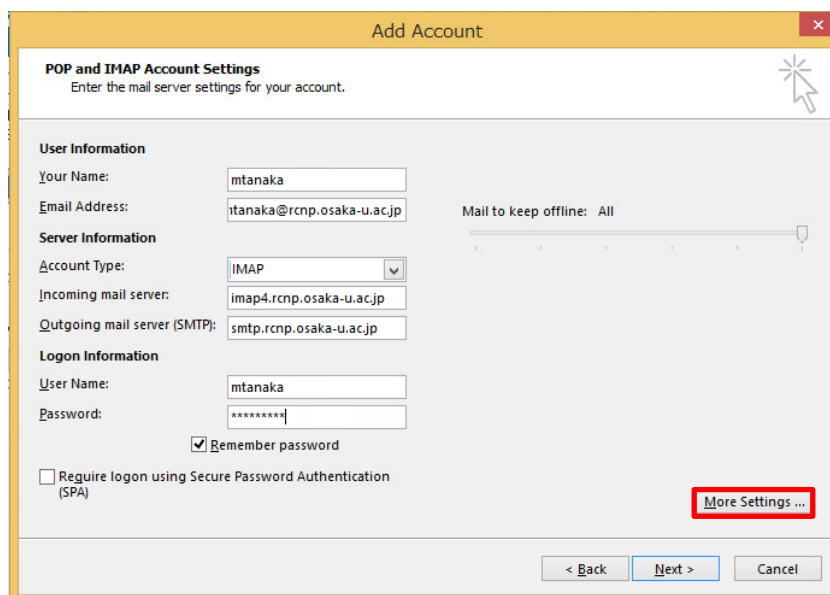 Add Account
POP and IMAP Account Settings
Enter the mail server settings for your account.
User Information
Your Name:
mtanaka
Email Address:
ntanaka@rcnp.osaka-u.ac.jp
Mail to keep offline: All
Server Information
Account Type:
IMAP
Incoming mail server:
imap4.rcnp.osaka-u.ac.jp
Outgoing mail server (SMTP):
smtp.rcnp.osaka-u.ac.jp
Logon Information
User Name:
mtanaka
Password:
*********
Remember password
Require logon using Secure Password Authentication
(SPA)
More Settings ...
< Back
Next >
Cancel